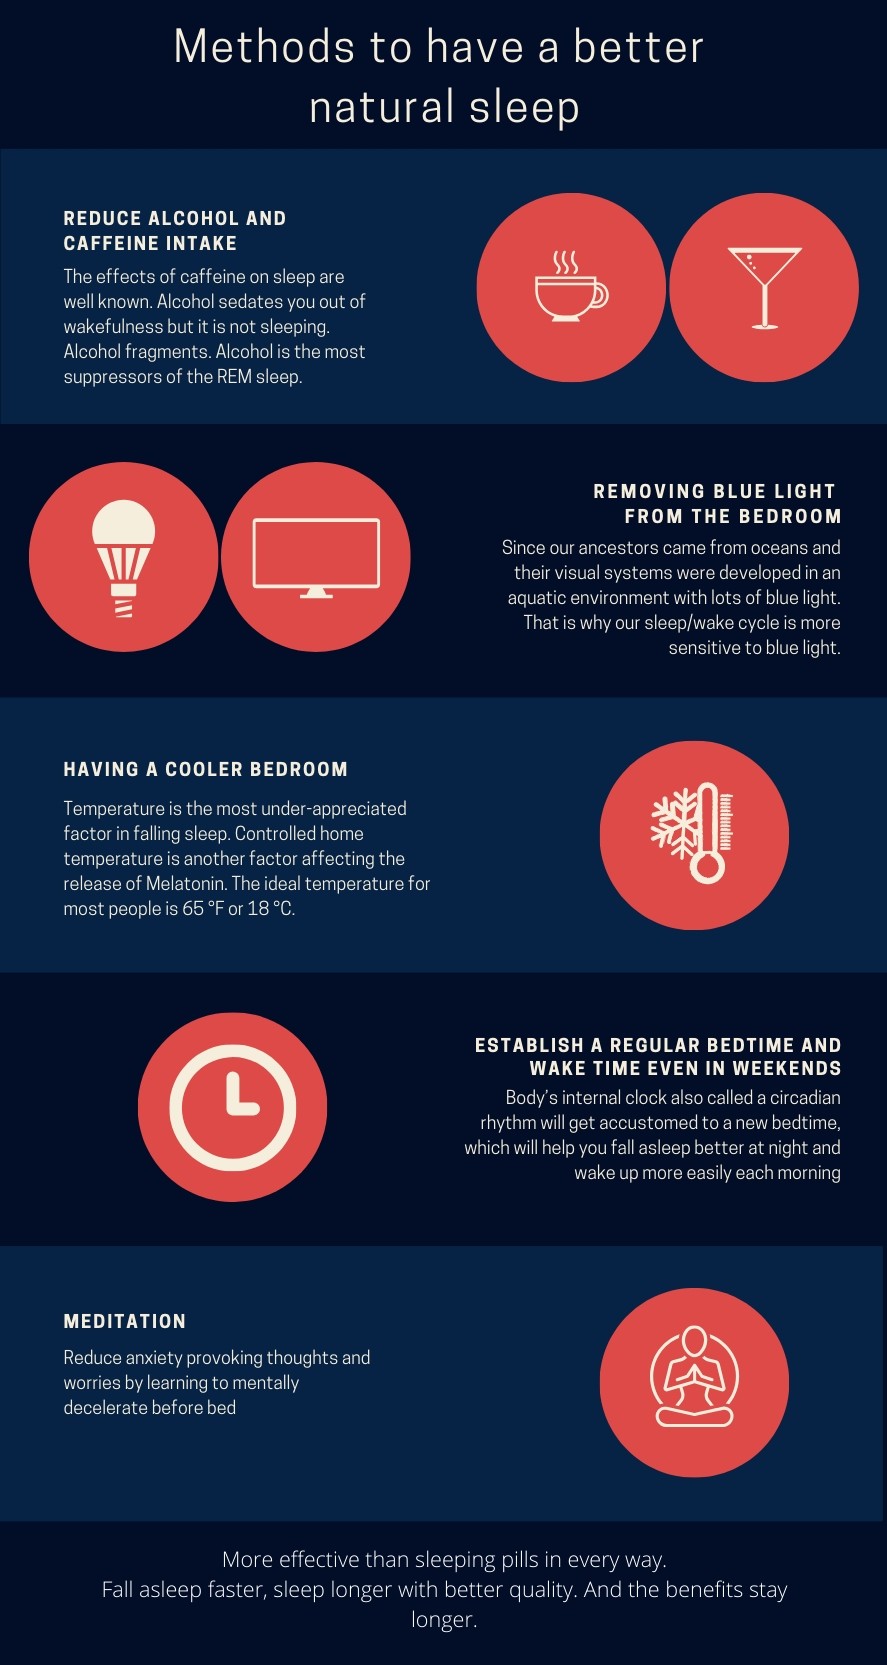 Methods to have a better
natural sleep
REDUCE ALCOHOL AND
CAFFEINE INTAKE
The effects of caffeine on sleep are
well known. Alcohol sedates you out of
wakefulness but it is not sleeping.
Alcohol fragments. Alcohol is the most
suppressors of the REM sleep.
REMOVING BLUE LIGHT
FROM THE BEDROOM
Since our ancestors came from oceans and
their visual systems were developed in an
aquatic environment with lots of blue light.
That is why our sleep/wake cycle is more
sensitive to blue light.
HAVING A COOLER BEDROOM
Temperature is the most under-appreciated
factor in falling sleep. Controlled home
temperature is another factor affecting the
release of Melatonin. The ideal temperature for
most people is 65 °F or 18 °C.
ESTABLISH A REGULAR BEDTIME AND
WAKE TIME EVEN IN WEEKENDS
Body's internal clock also called a circadian
rhythm will get accustomed to a new bedtime,
which will help you fall asleep better at night and
wake up more easily each morning
MEDITATION
Reduce anxiety provoking thoughts and
worries by learning to mentally
decelerate before bed
More effective than sleeping pills in every way.
Fall asleep faster, sleep longer with better quality. And the benefits stay
longer.